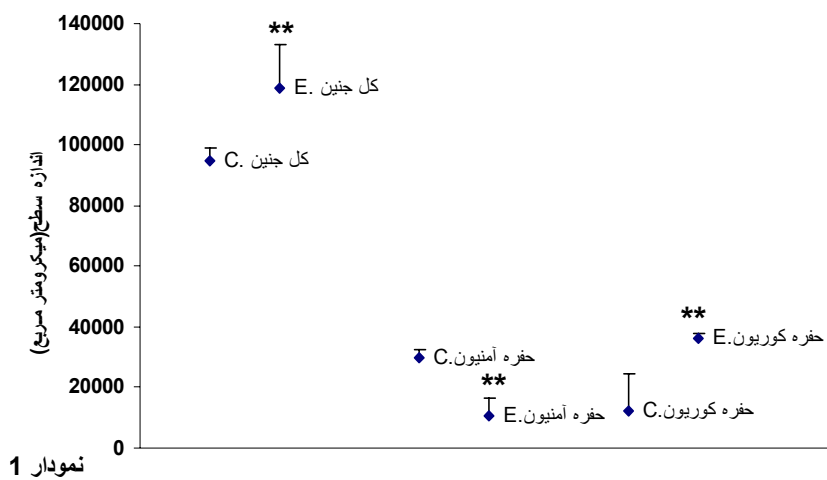 140000
120000
100000
80000
60000
40000
20000
0
اندازه سطح(میکرومتر مربع)
**
E. کل جنین
C. کل جنین
**
E.حفره کوریون
C.حفره آمنیون
**
E.حفره آمنیون
C.حفره کوریون
نمودار 1